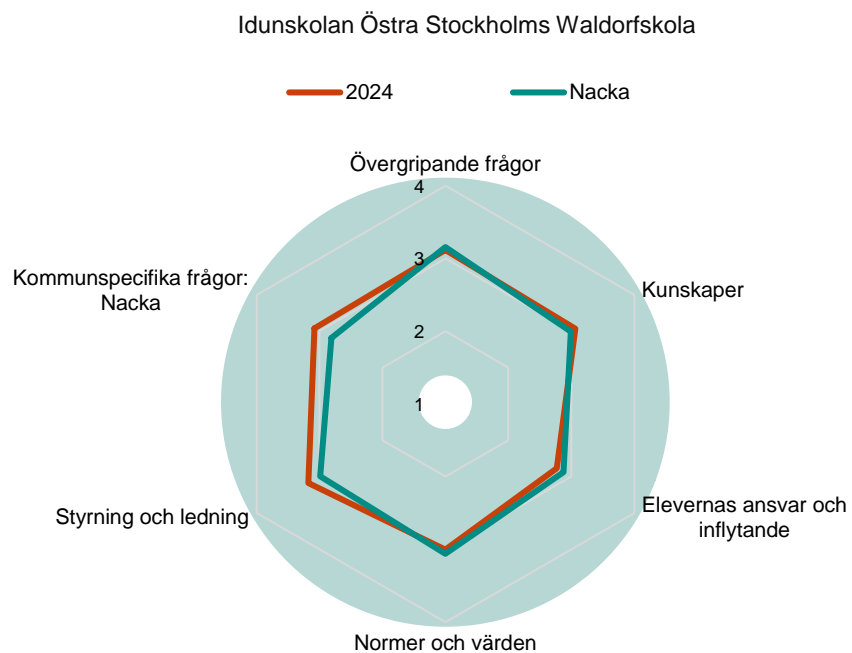 Idunskolan Östra Stockholms Waldorfskola
2024
Nacka
Övergripande frågor
4
3
2
1
Kunskaper
Elevernas ansvar och
inflytande
Normer och värden
Styrning och ledning
Kommunspecifika frågor:
Nacka